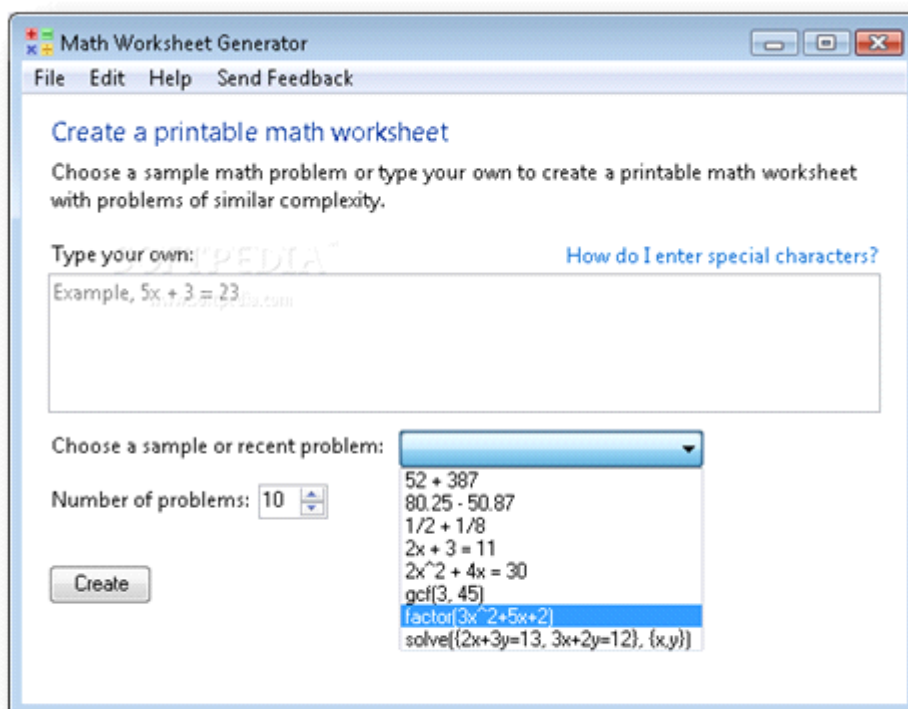 Math Worksheet Generator
File Edit Help Send Feedback
Create a printable math worksheet
Choose a sample math problem or type your own to create a printable math worksheet
with problems of similar complexity.
SOFTPEDIA
Type your own: How do I enter special characters?
Example, 5x + 3 = 23
www.softpedia.com
Choose a sample or recent problem:
Number of problems: 10
52 + 387
80.25 - 50.87
1/2 + 1/8
2x + 3 = 11
2x^2 + 4x = 30
gcf(3, 45)
factor(3x^2+5x+2)
solve({2x+3y=13, 3x+2y=12}, {x,y})
Create